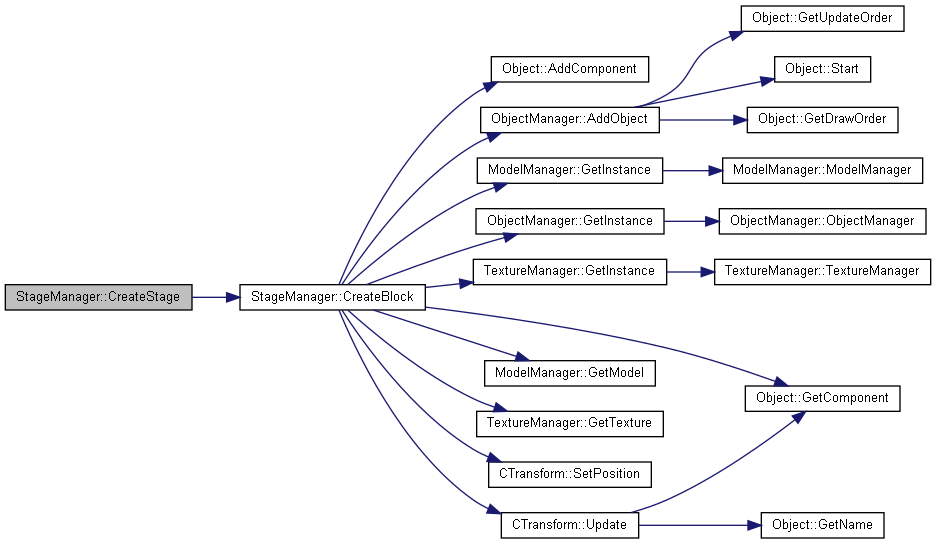 Object::GetUpdateOrder
Object::AddComponent
Object::Start
ObjectManager::AddObject
Object::GetDrawOrder
ModelManager::GetInstance
ModelManager::ModelManager
ObjectManager::GetInstance
ObjectManager::ObjectManager
TextureManager::GetInstance
TextureManager::TextureManager
StageManager::CreateStage
StageManager::CreateBlock
ModelManager::GetModel
Object::GetComponent
TextureManager::GetTexture
CTransform::SetPosition
CTransform::Update
Object::GetName